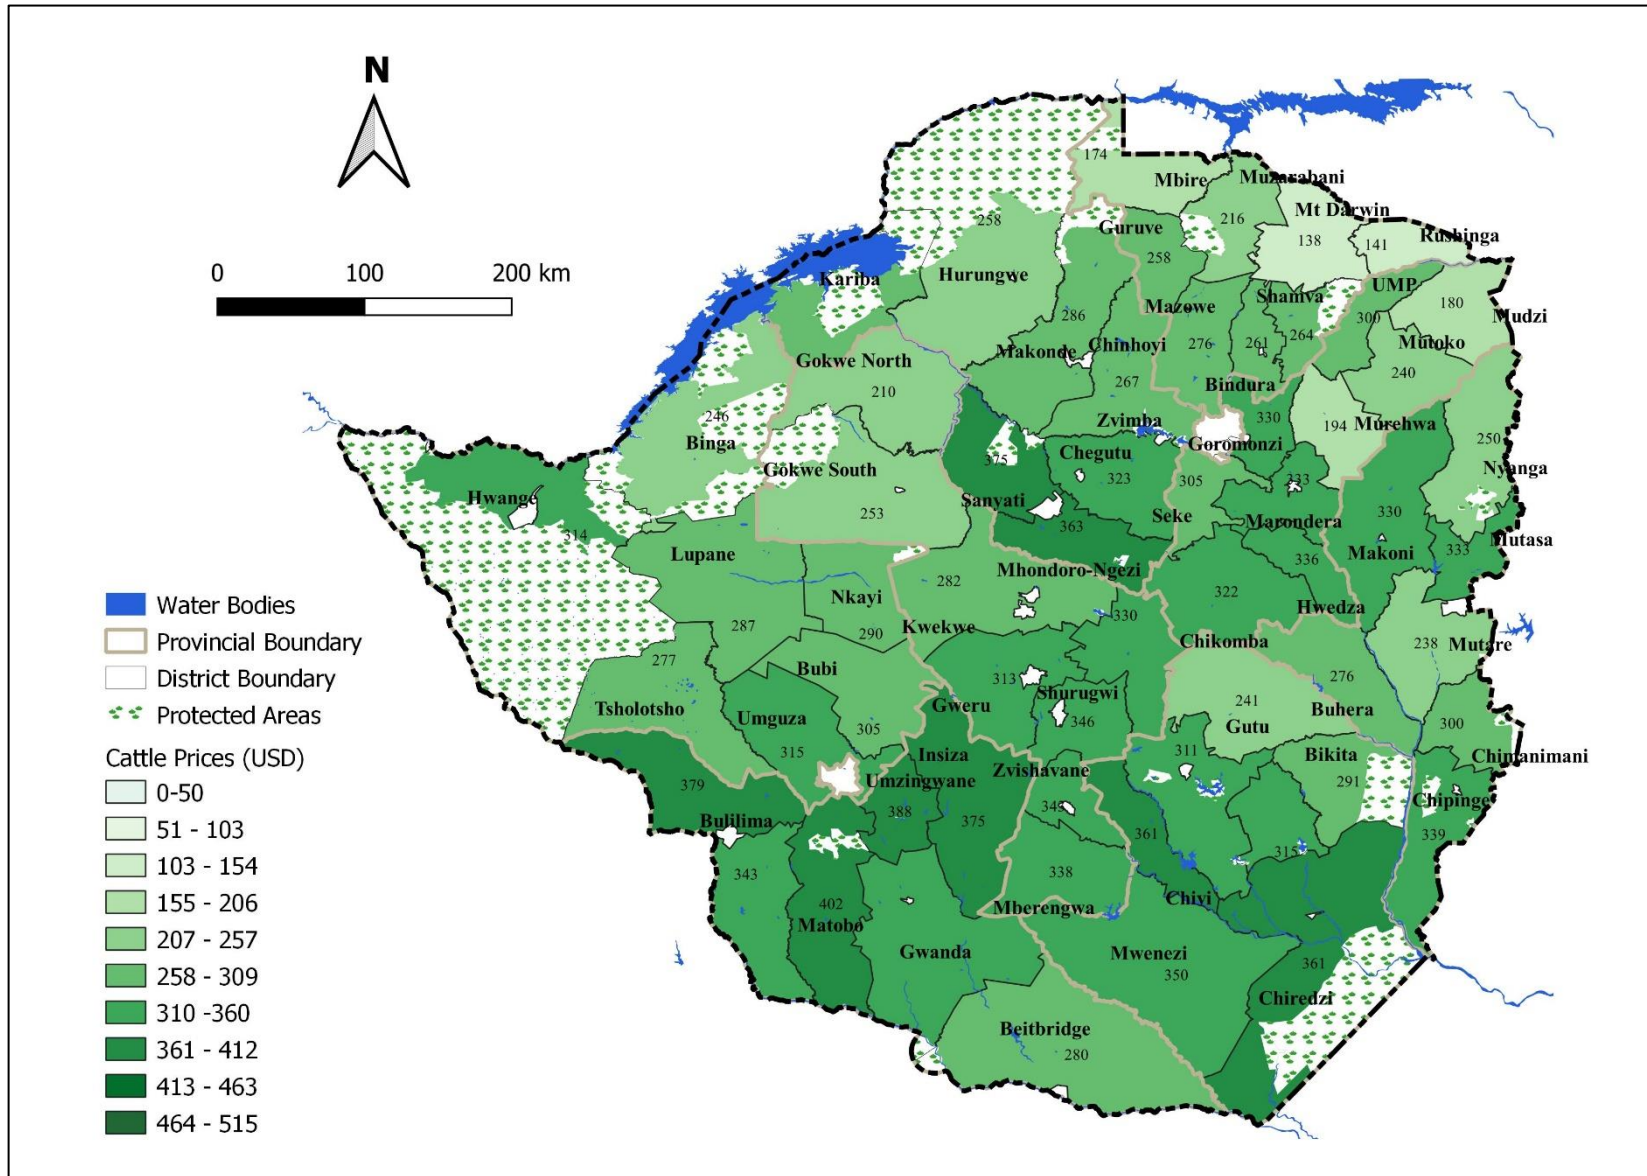 N
0 100 200 km
174
Mbire
Muzarabani
216
Mt Darwin
138
141
Rushinga
258
Guruve
258
Hurungwe
Kariba
UMP
180
Mudzi
Shamva
Mazowe
300
264
286
276
261
Mutoko
Makonde
Chinhoyi
Gokwe North
240
267
Bindura
210
246
Binga
Zvimba
330
194
Murehwa
250
Goromonzi
Chegutu
375
Gokwe South
Nyanga
323
305
333
Hwange
Sanyati
253
330
Seke
Marondera
363
314
Mutasa
333
Makoni
Lupane
336
Mhondoro-Ngezi
282
Nkayi
322
Hwedza
330
287
290
Kwekwe
Chikomba
238
Mutare
277
Bubi
313
Shurugwi
276
241
Tsholotsho
Umguza
Gweru
346
Gutu
Buhera
300
305
315
Insiza
311
Bikita
Chimanimani
Zvishavane
291
Umzingwane
379
Chipinge
388
375
Bulilima
361
339
315
343
338
402
Chivi
Matobo
Mberengwa
Gwanda
Mwenezi
350
361
Chiredzi
Beitbridge
280
Water Bodies
Provincial Boundary
District Boundary
Protected Areas
Cattle Prices (USD)
0-50
51 - 103
103 - 154
155 - 206
207 - 257
258 - 309
310 -360
361 - 412
413 - 463
464 - 515